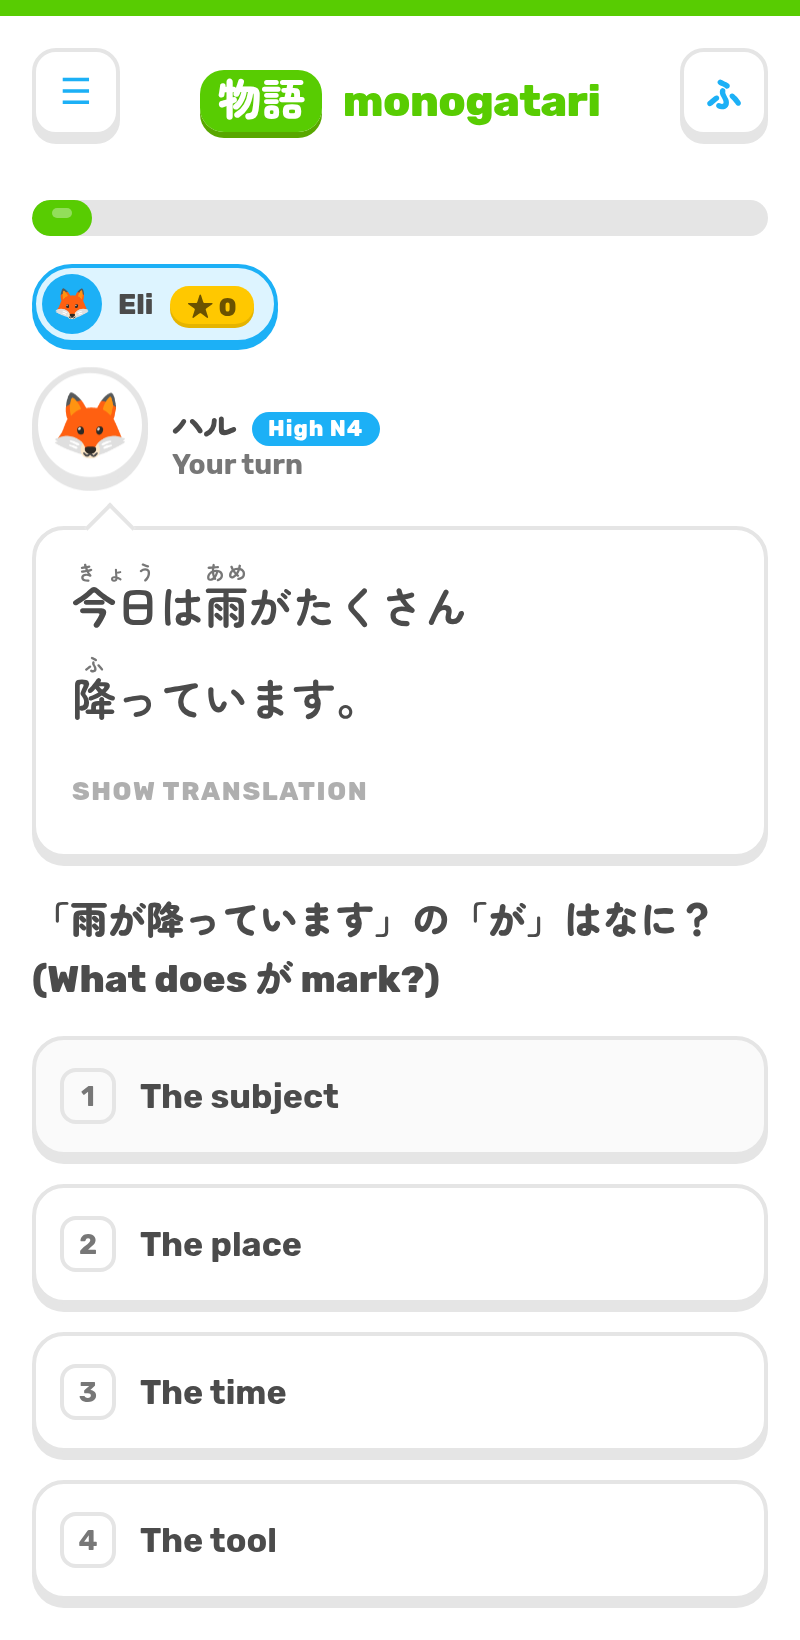 ☰ 物語 monogatari ふ
Eli ★ 0
ハル High N4
Your turn
きょう あめ
今日は雨がたくさん
ふ
降っています。
SHOW TRANSLATION
「雨が降っています」の「が」はなに？
(What does が mark?)
1 The subject
2 The place
3 The time
4 The tool